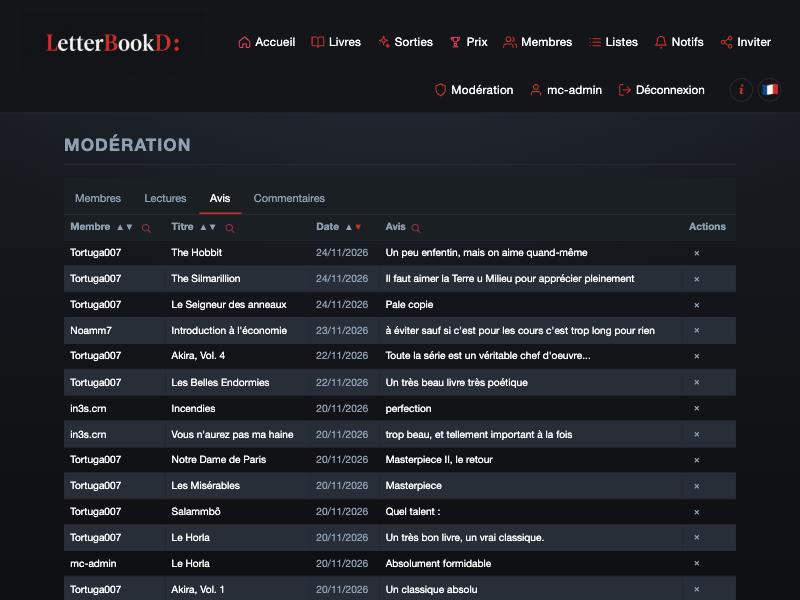 LetterBookD:
Accueil Livres Sorties Prix Membres Listes Notifs Inviter
Modération mc-admin Déconnexion i
MODÉRATION
Membres Lectures Avis Commentaires
Membre ▲▼ Titre ▲▼ Date ▲▼ Avis Actions
Tortuga007 The Hobbit 24/11/2026 Un peu enfentin, mais on aime quand-même ×
Tortuga007 The Silmarillion 24/11/2026 Il faut aimer la Terre u Milieu pour apprécier pleinement ×
Tortuga007 Le Seigneur des anneaux 24/11/2026 Pale copie ×
Noamm7 Introduction à l'économie 23/11/2026 à éviter sauf si c'est pour les cours c'est trop long pour rien ×
Tortuga007 Akira, Vol. 4 22/11/2026 Toute la série est un véritable chef d'oeuvre... ×
Tortuga007 Les Belles Endormies 22/11/2026 Un très beau livre très poétique ×
in3s.crn Incendies 20/11/2026 perfection ×
in3s.crn Vous n'aurez pas ma haine 20/11/2026 trop beau, et tellement important à la fois ×
Tortuga007 Notre Dame de Paris 20/11/2026 Masterpiece II, le retour ×
Tortuga007 Les Misérables 20/11/2026 Masterpiece ×
Tortuga007 Salammbô 20/11/2026 Quel talent : ×
Tortuga007 Le Horla 20/11/2026 Un très bon livre, un vrai classique. ×
mc-admin Le Horla 20/11/2026 Absolument formidable ×
Tortuga007 Akira, Vol. 1 20/11/2026 Un classique absolu ×